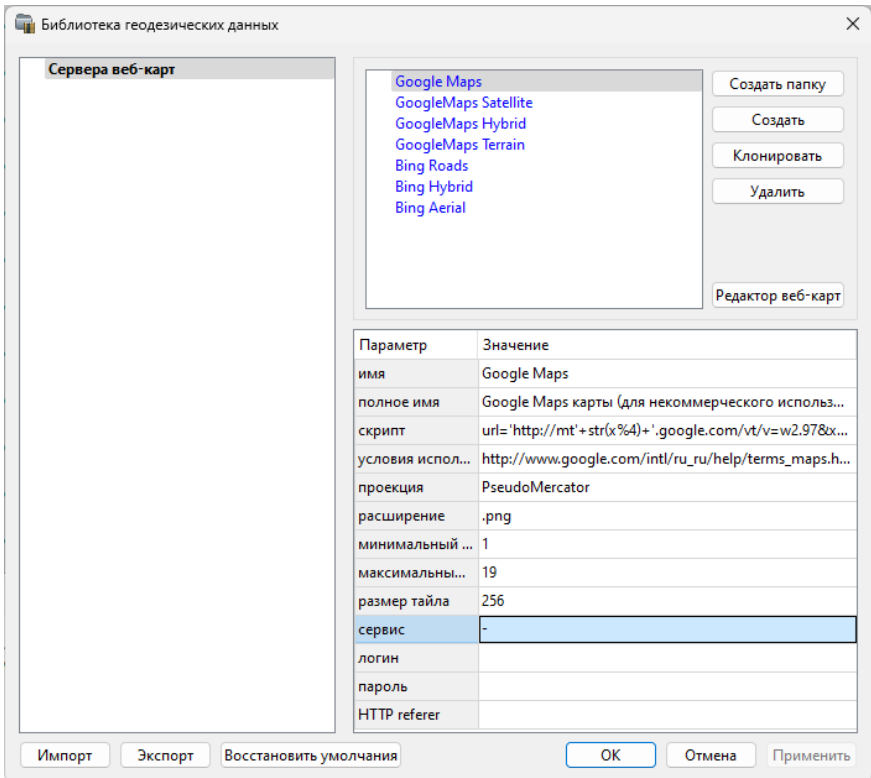 Библиотека геодезических данных
Сервера веб-карт
Google Maps
GoogleMaps Satellite
GoogleMaps Hybrid
GoogleMaps Terrain
Bing Roads
Bing Hybrid
Bing Aerial
Создать папку
Создать
Клонировать
Удалить
Редактор веб-карт
Параметр Значение
имя Google Maps
полное имя Google Maps карты (для некоммерческого использ...
скрипт url='http://mt'+str(x%4)+'.google.com/vt/v=w2.97&x...
условия испол... http://www.google.com/intl/ru_ru/help/terms_maps.h...
проекция PseudoMercator
расширение .png
минимальный ... 1
максимальны... 19
размер тайла 256
сервис -
логин
пароль
HTTP referer
Импорт Экспорт Восстановить умолчания OK Отмена Применить